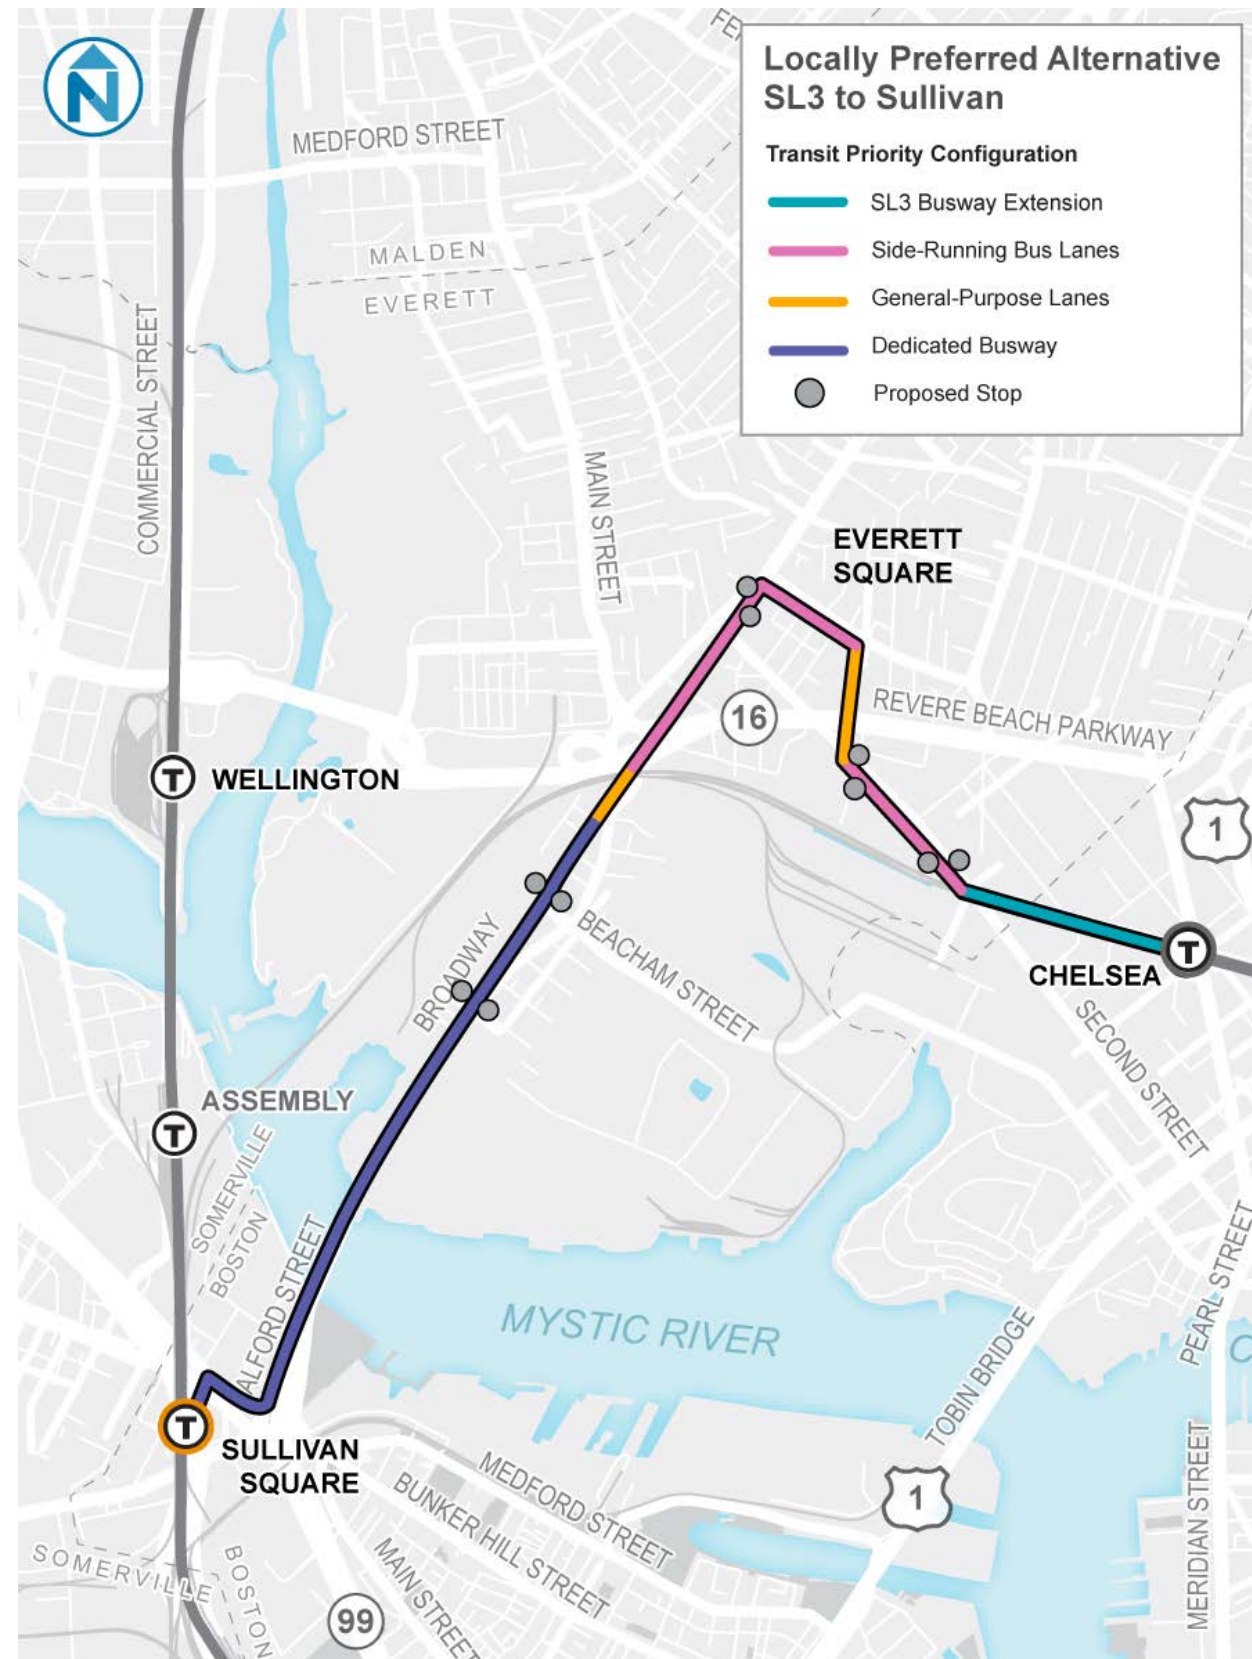 N
MEDFORD STREET
MALDEN
EVERETT
COMMERCIAL STREET
MAIN STREET
Locally Preferred Alternative
SL3 to Sullivan
Transit Priority Configuration
SL3 Busway Extension
Side-Running Bus Lanes
General-Purpose Lanes
Dedicated Busway
Proposed Stop
EVERETT
SQUARE
16
REVERE BEACH PARKWAY
T
WELLINGTON
1
BROADWAY
BEACHAM STREET
T
CHELSEA
SECOND STREET
ASSEMBLY
T
SOMERVILLE
BOSTON
ALFORD STREET
MYSTIC RIVER
PEARL STREET
C
TOBIN BRIDGE
T
SULLIVAN
SQUARE
MEDFORD STREET
BUNKER HILL STREET
MAIN STREET
1
MERIDIAN STREET
SOMERVILLE
BOSTON
99